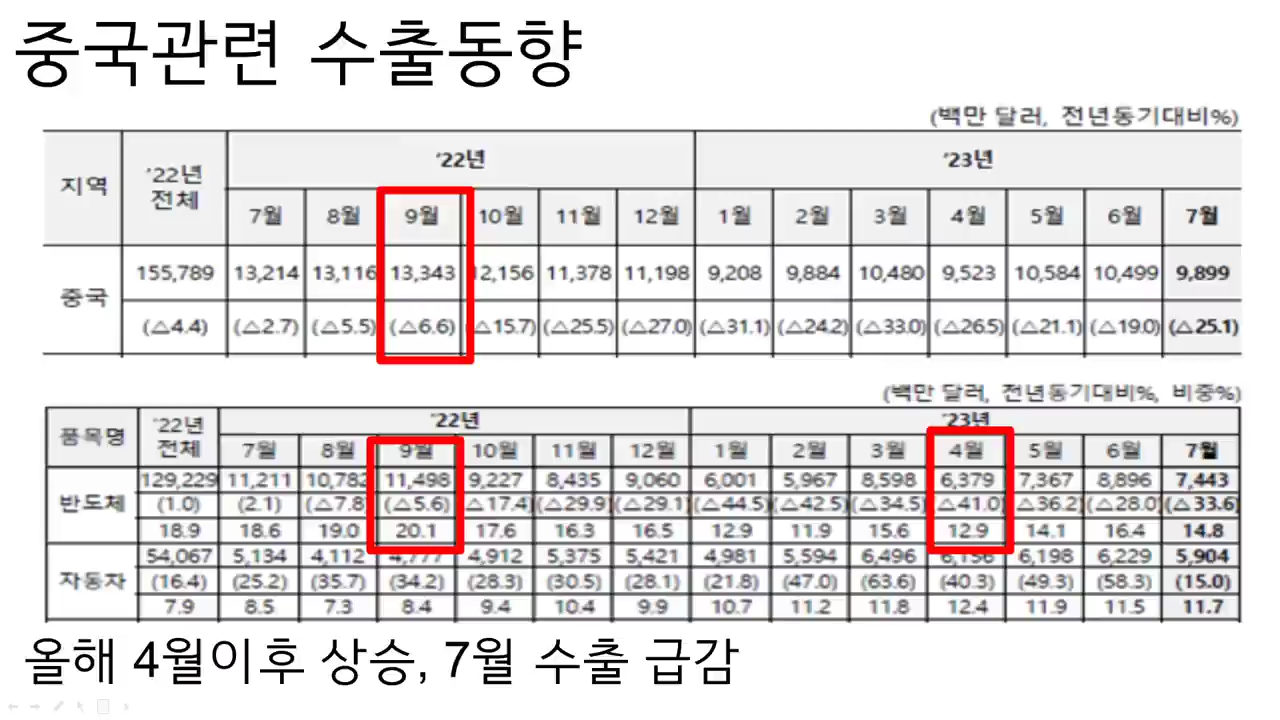 중국관련 수출동향
(백만 달러, 전년동기대비%)
지역 '22년 전체 '22년 '23년
7월 8월 9월 10월 11월 12월 1월 2월 3월 4월 5월 6월 7월
중국 155,789 13,214 13,116 13,343 12,156 11,378 11,198 9,208 9,884 10,480 9,523 10,584 10,499 9,899
(△4.4) (△2.7) (△5.5) (△6.6) (△15.7) (△25.5) (△27.0) (△31.1) (△24.2) (△33.0) (△26.5) (△21.1) (△19.0) (△25.1)
(백만 달러, 전년동기대비%, 비중%)
품목명 '22년 전체 '22년 '23년
7월 8월 9월 10월 11월 12월 1월 2월 3월 4월 5월 6월 7월
반도체 129,229 11,211 10,782 11,498 9,227 8,435 9,060 6,001 5,967 8,598 6,379 7,367 8,896 7,443
(1.0) (2.1) (△7.8) (△5.6) (△17.4) (△29.9) (△29.1) (△44.5) (△42.5) (△34.5) (△41.0) (△36.2) (△28.0) (△33.6)
18.9 18.6 19.0 20.1 17.6 16.3 16.5 12.9 11.9 15.6 12.9 14.1 16.4 14.8
자동차 54,067 5,134 4,112 4,777 4,912 5,375 5,421 4,981 5,594 6,496 6,156 6,198 6,229 5,904
(16.4) (25.2) (35.7) (34.2) (28.3) (30.5) (28.1) (21.8) (47.0) (63.6) (40.3) (49.3) (58.3) (15.0)
7.9 8.5 7.3 8.4 9.4 10.4 9.9 10.7 11.2 11.8 12.4 11.9 11.5 11.7
올해 4월이후 상승, 7월 수출 급감